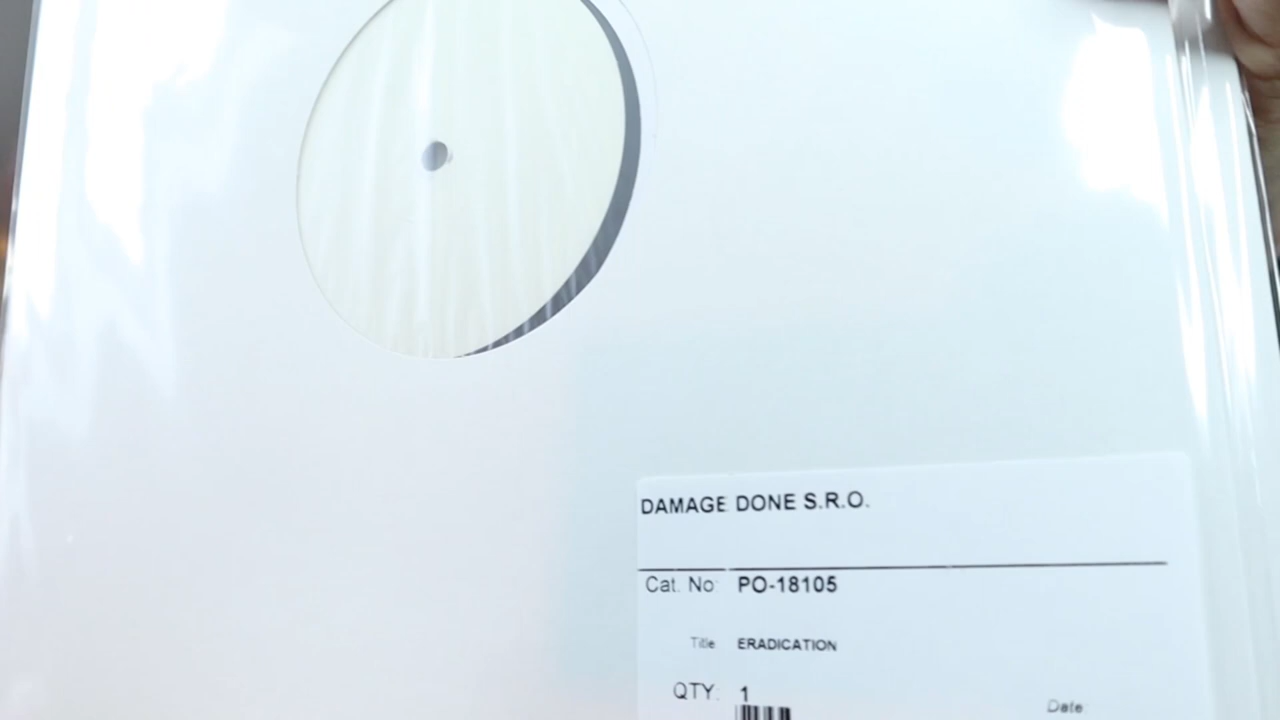 DAMAGE DONE S.R.O.
Cat. No: PO-18105
Title ERADICATION
QTY: 1
Date